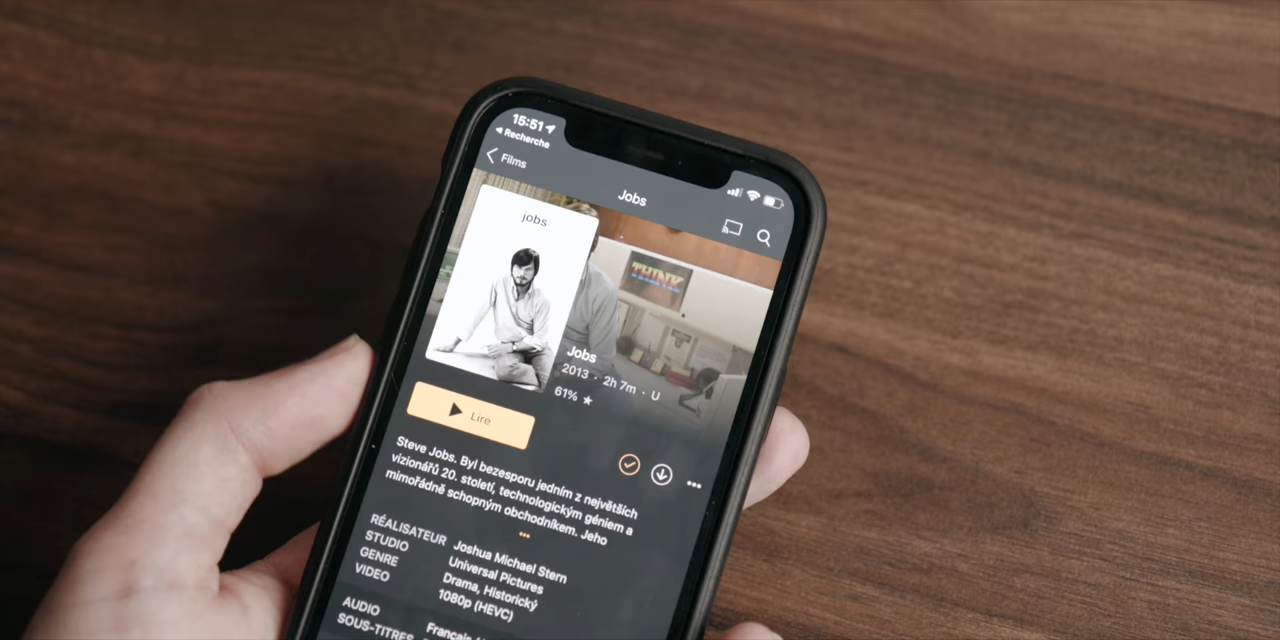 15:51
Recherche
Films
Jobs
jobs
THINK
Jobs
2013 · 2h 7m · U
61% ★
Lire
Steve Jobs. Byl bezesporu jedním z největších
vizionářů 20. století, technologickým géniem a
mimořádně schopným obchodníkem. Jeho
•••
RÉALISATEUR Joshua Michael Stern
STUDIO Universal Pictures
GENRE Drama, Historický
VIDEO 1080p (HEVC)
AUDIO Français
SOUS-TITRES